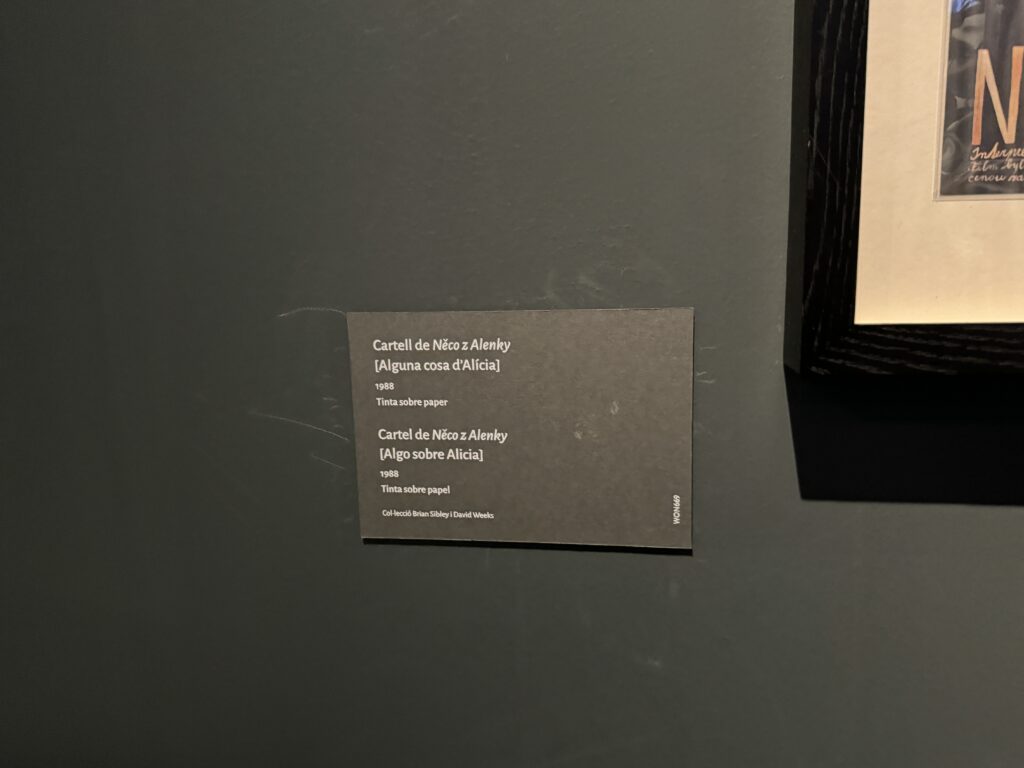 Cartell de Něco z Alenky
[Alguna cosa d'Alícia]
1988
Tinta sobre paper
Cartel de Něco z Alenky
[Algo sobre Alicia]
1988
Tinta sobre papel
Col·lecció Brian Sibley i David Weeks
WON669
N